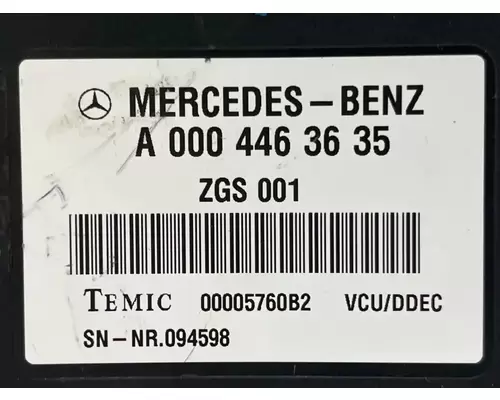 MERCEDES-BENZ
A 000 446 36 35
ZGS 001
TEMIC 00005760B2 VCU/DDEC
SN-NR.094598